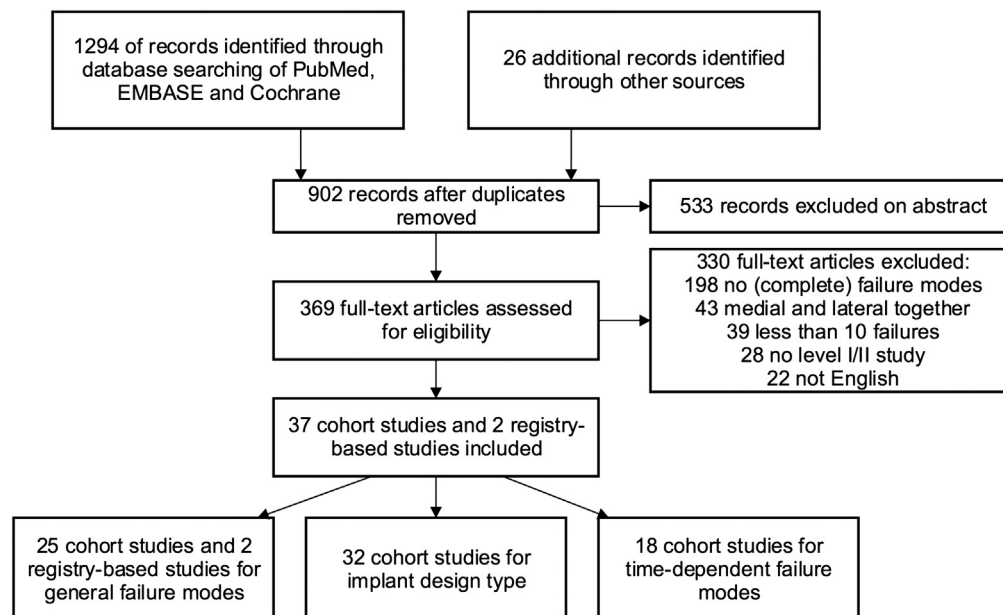 1294 of records identified through
database searching of PubMed,
EMBASE and Cochrane
26 additional records identified
through other sources
902 records after duplicates
removed
533 records excluded on abstract
369 full-text articles assessed
for eligibility
330 full-text articles excluded:
198 no (complete) failure modes
43 medial and lateral together
39 less than 10 failures
28 no level I/II study
22 not English
37 cohort studies and 2 registry-
based studies included
25 cohort studies and 2
registry-based studies for
general failure modes
32 cohort studies for
implant design type
18 cohort studies for
time-dependent failure
modes